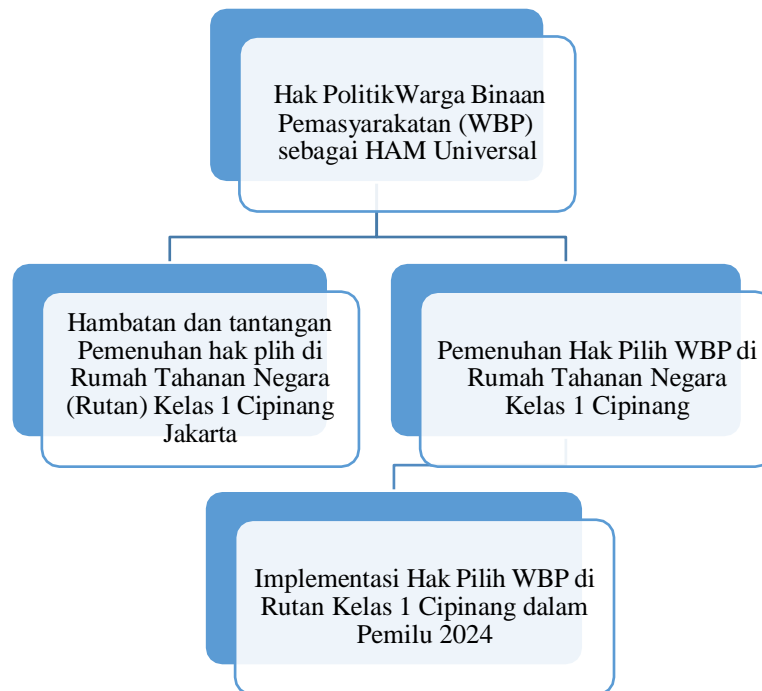 Hak PolitikWarga Binaan
Pemasyarakatan (WBP)
sebagai HAM Universal
Hambatan dan tantangan
Pemenuhan hak plih di
Rumah Tahanan Negara
(Rutan) Kelas 1 Cipinang
Jakarta
Pemenuhan Hak Pilih WBP di
Rumah Tahanan Negara
Kelas 1 Cipinang
Implementasi Hak Pilih WBP di
Rutan Kelas 1 Cipinang dalam
Pemilu 2024